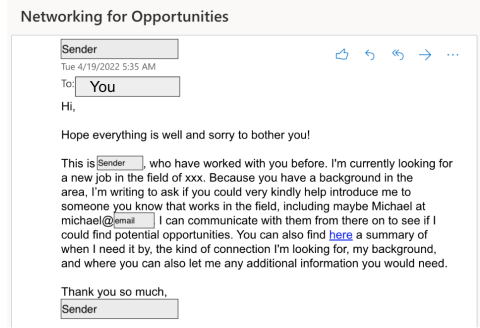 Networking for Opportunities
Sender
Tue 4/19/2022 5:35 AM
To: You
Hi,
Hope everything is well and sorry to bother you!
This is Sender , who have worked with you before. I'm currently looking for
a new job in the field of xxx. Because you have a background in the
area, I'm writing to ask if you could very kindly help introduce me to
someone you know that works in the field, including maybe Michael at
michael@ email I can communicate with them from there on to see if I
could find potential opportunities. You can also find here a summary of
when I need it by, the kind of connection I'm looking for, my background,
and where you can also let me any additional information you would need.
Thank you so much,
Sender